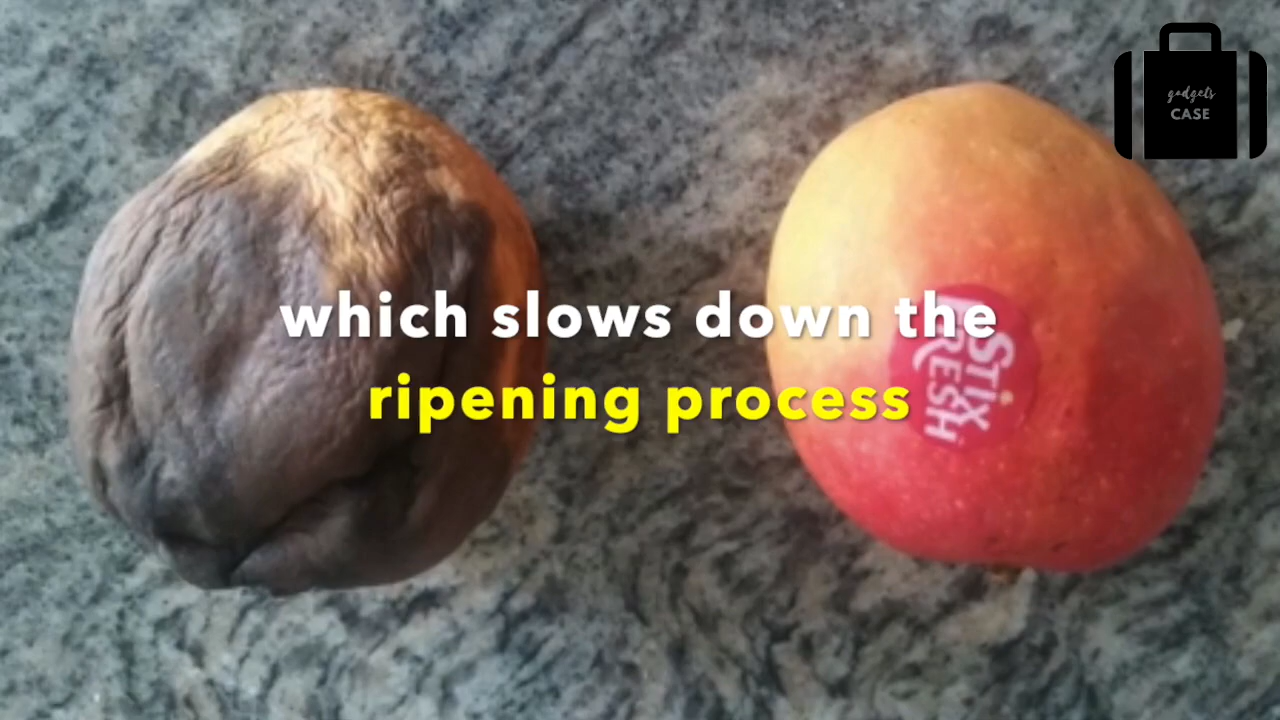 gadgets
CASE
which slows down the
ripening process
STIX
FRESH